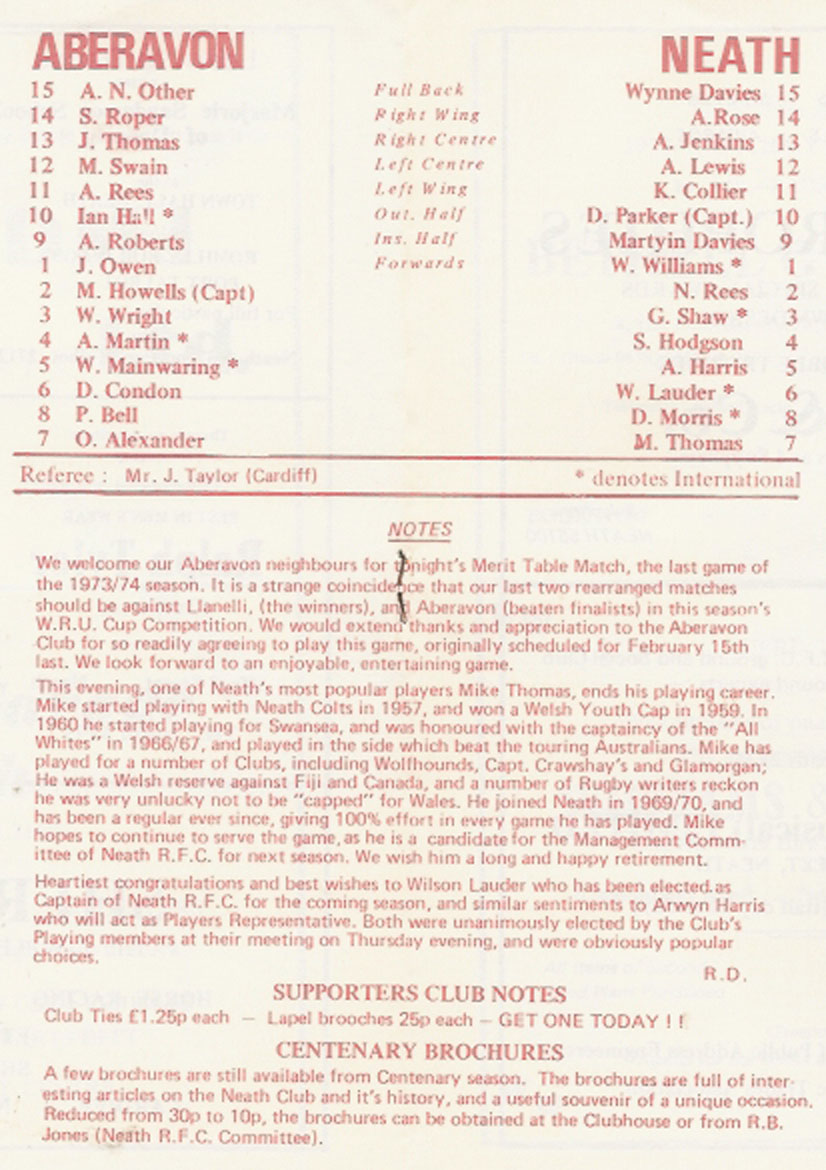 ABERAVON NEATH
15 A. N. Other Full Back Wynne Davies 15
14 S. Roper Right Wing A.Rose 14
13 J. Thomas Right Centre A. Jenkins 13
12 M. Swain Left Centre A. Lewis 12
11 A. Rees Left Wing K. Collier 11
10 Ian Hall * Out. Half D. Parker (Capt.) 10
9 A. Roberts Ins. Half Martyin Davies 9
1 J. Owen Forwards W. Williams * 1
2 M. Howells (Capt) N. Rees 2
3 W. Wright G. Shaw * 3
4 A. Martin * S. Hodgson 4
5 W. Mainwaring * A. Harris 5
6 D. Condon W. Lauder * 6
8 P. Bell D. Morris * 8
7 O. Alexander M. Thomas 7
Referee : Mr. J. Taylor (Cardiff) * denotes International
NOTES
We welcome our Aberavon neighbours for tonight's Merit Table Match, the last game of
the 1973/74 season. It is a strange coincidence that our last two rearranged matches
should be against Llanelli, (the winners), and Aberavon (beaten finalists) in this season's
W.R.U. Cup Competition. We would extend thanks and appreciation to the Aberavon
Club for so readily agreeing to play this game, originally scheduled for February 15th
last. We look forward to an enjoyable, entertaining game.
This evening, one of Neath's most popular players Mike Thomas, ends his playing career.
Mike started playing with Neath Colts in 1957, and won a Welsh Youth Cap in 1959. In
1960 he started playing for Swansea, and was honoured with the captaincy of the "All
Whites" in 1966/67, and played in the side which beat the touring Australians. Mike has
played for a number of Clubs, including Wolfhounds, Capt. Crawshay's and Glamorgan;
He was a Welsh reserve against Fiji and Canada, and a number of Rugby writers reckon
he was very unlucky not to be "capped" for Wales. He joined Neath in 1969/70, and
has been a regular ever since, giving 100% effort in every game he has played. Mike
hopes to continue to serve the game, as he is a candidate for the Management Comm-
ittee of Neath R.F.C. for next season. We wish him a long and happy retirement.
Heartiest congratulations and best wishes to Wilson Lauder who has been elected as
Captain of Neath R.F.C. for the coming season, and similar sentiments to Arwyn Harris
who will act as Players Representative. Both were unanimously elected by the Club's
Playing members at their meeting on Thursday evening, and were obviously popular
choices.
R.D.
SUPPORTERS CLUB NOTES
Club Ties £1.25p each — Lapel brooches 25p each – GET ONE TODAY ! !
CENTENARY BROCHURES
A few brochures are still available from Centenary season. The brochures are full of inter-
esting articles on the Neath Club and it's history, and a useful souvenir of a unique occasion.
Reduced from 30p to 10p, the brochures can be obtained at the Clubhouse or from R.B.
Jones (Neath R.F.C. Committee).